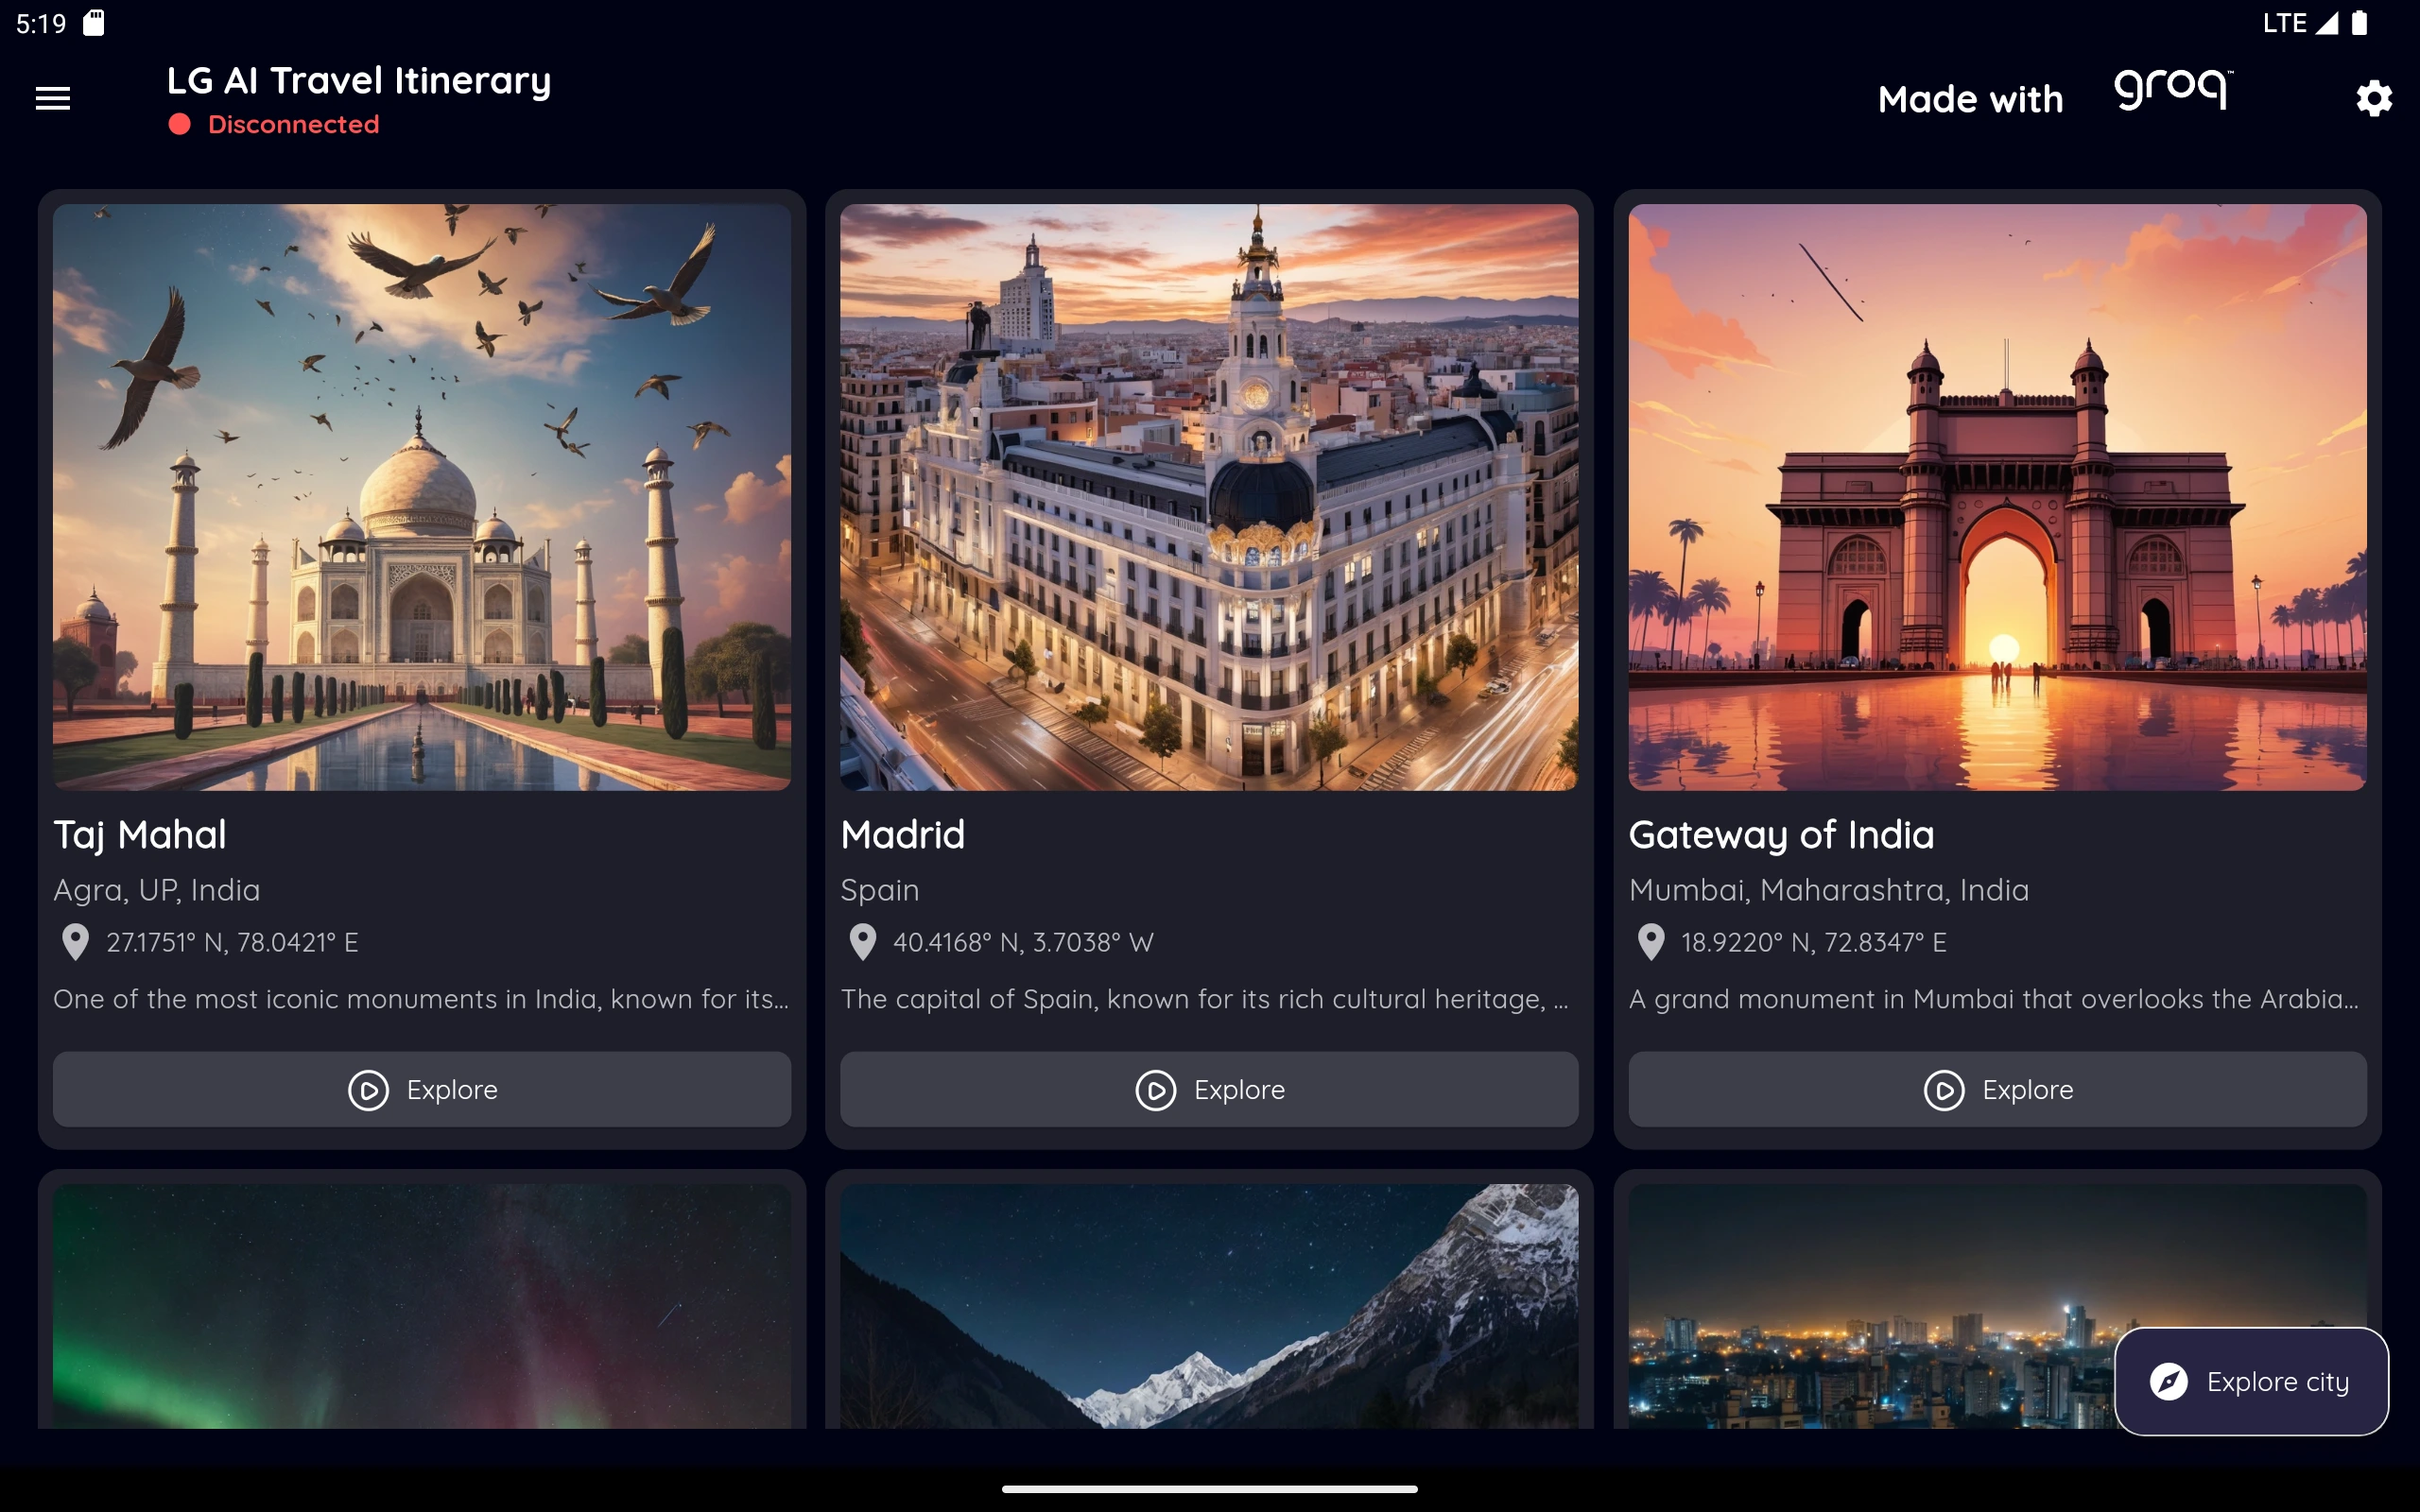 5:19
LTE
LG AI Travel Itinerary
Disconnected
Made with groq™
Taj Mahal
Agra, UP, India
27.1751° N, 78.0421° E
One of the most iconic monuments in India, known for its...
Explore
Madrid
Spain
40.4168° N, 3.7038° W
The capital of Spain, known for its rich cultural heritage, ...
Explore
Gateway of India
Mumbai, Maharashtra, India
18.9220° N, 72.8347° E
A grand monument in Mumbai that overlooks the Arabia...
Explore
Explore city